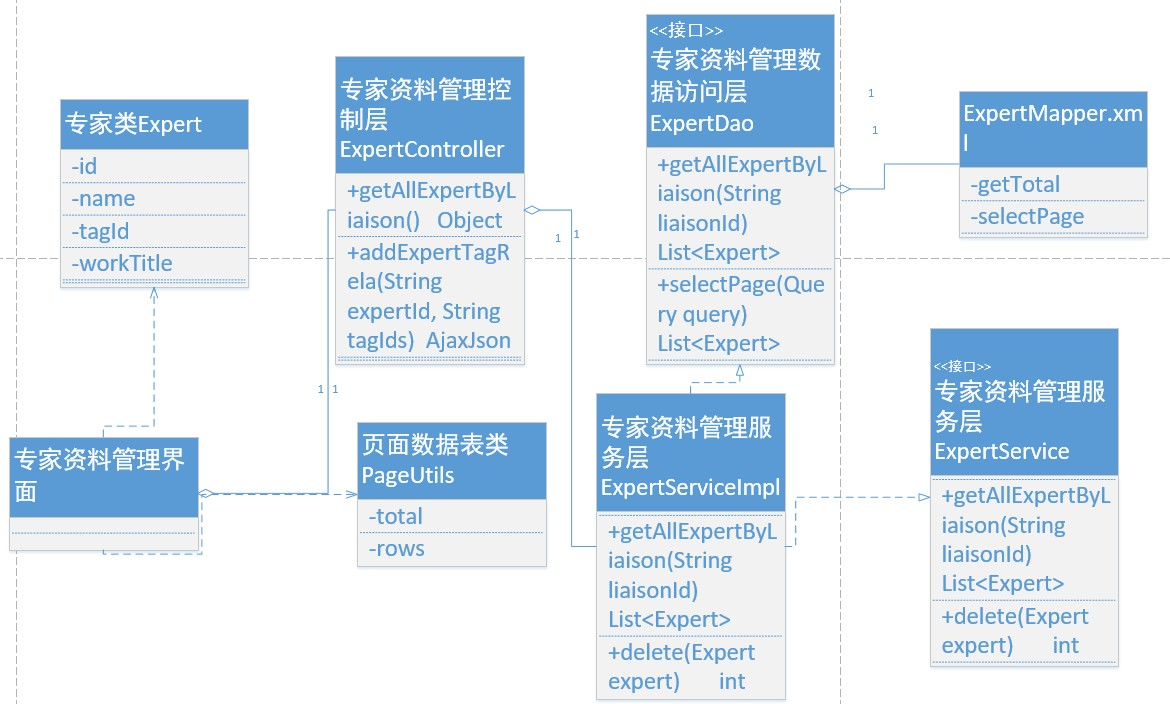 专家类Expert
-id
-name
-tagId
-workTitle
专家资料管理控
制层
ExpertController
+getAllExpertByL
iaison() Object
+addExpertTagR
ela(String
expertId, String
tagIds) AjaxJson
<<接口>>
专家资料管理数
据访问层
ExpertDao
+getAllExpertByL
iaison(String
liaisonId)
List<Expert>
+selectPage(Que
ry query)
List<Expert>
1
1
ExpertMapper.xm
l
-getTotal
-selectPage
1
1
1
1
专家资料管理界
面
页面数据表类
PageUtils
-total
-rows
专家资料管理服
务层
ExpertServiceImpl
+getAllExpertByL
iaison(String
liaisonId)
List<Expert>
+delete(Expert
expert) int
<<接口>>
专家资料管理服
务层
ExpertService
+getAllExpertByL
iaison(String
liaisonId)
List<Expert>
+delete(Expert
expert) int